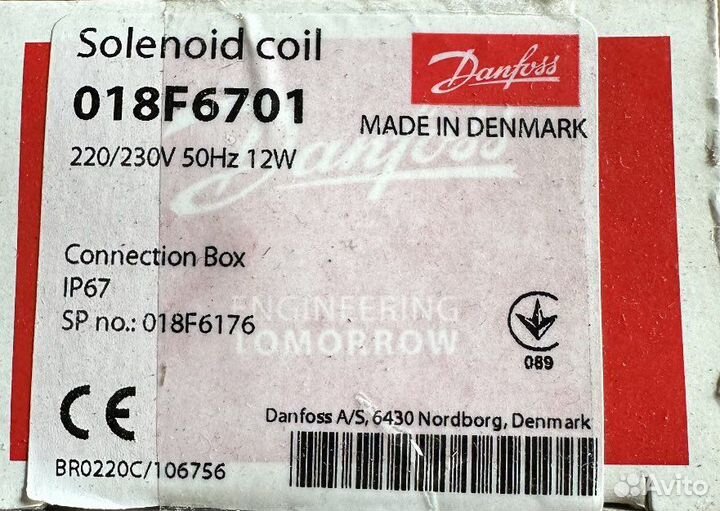 Solenoid coil
Danfoss
018F6701
MADE IN DENMARK
220/230V 50Hz 12W
Danfoss
Connection Box
IP67
SP no.: 018F6176
ENGINEERING
TOMORROW
089
CE
Danfoss A/S, 6430 Nordborg, Denmark
BR0220C/106756
Avito